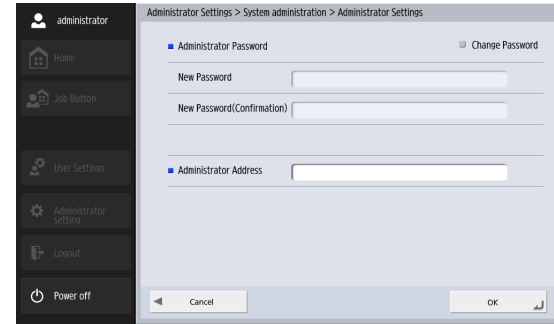 administrator
Home
Job Button
User Settings
Administrator
setting
Logout
Power off
Administrator Settings > System administration > Administrator Settings
Administrator Password
Change Password
New Password
New Password(Confirmation)
Administrator Address
Cancel
OK